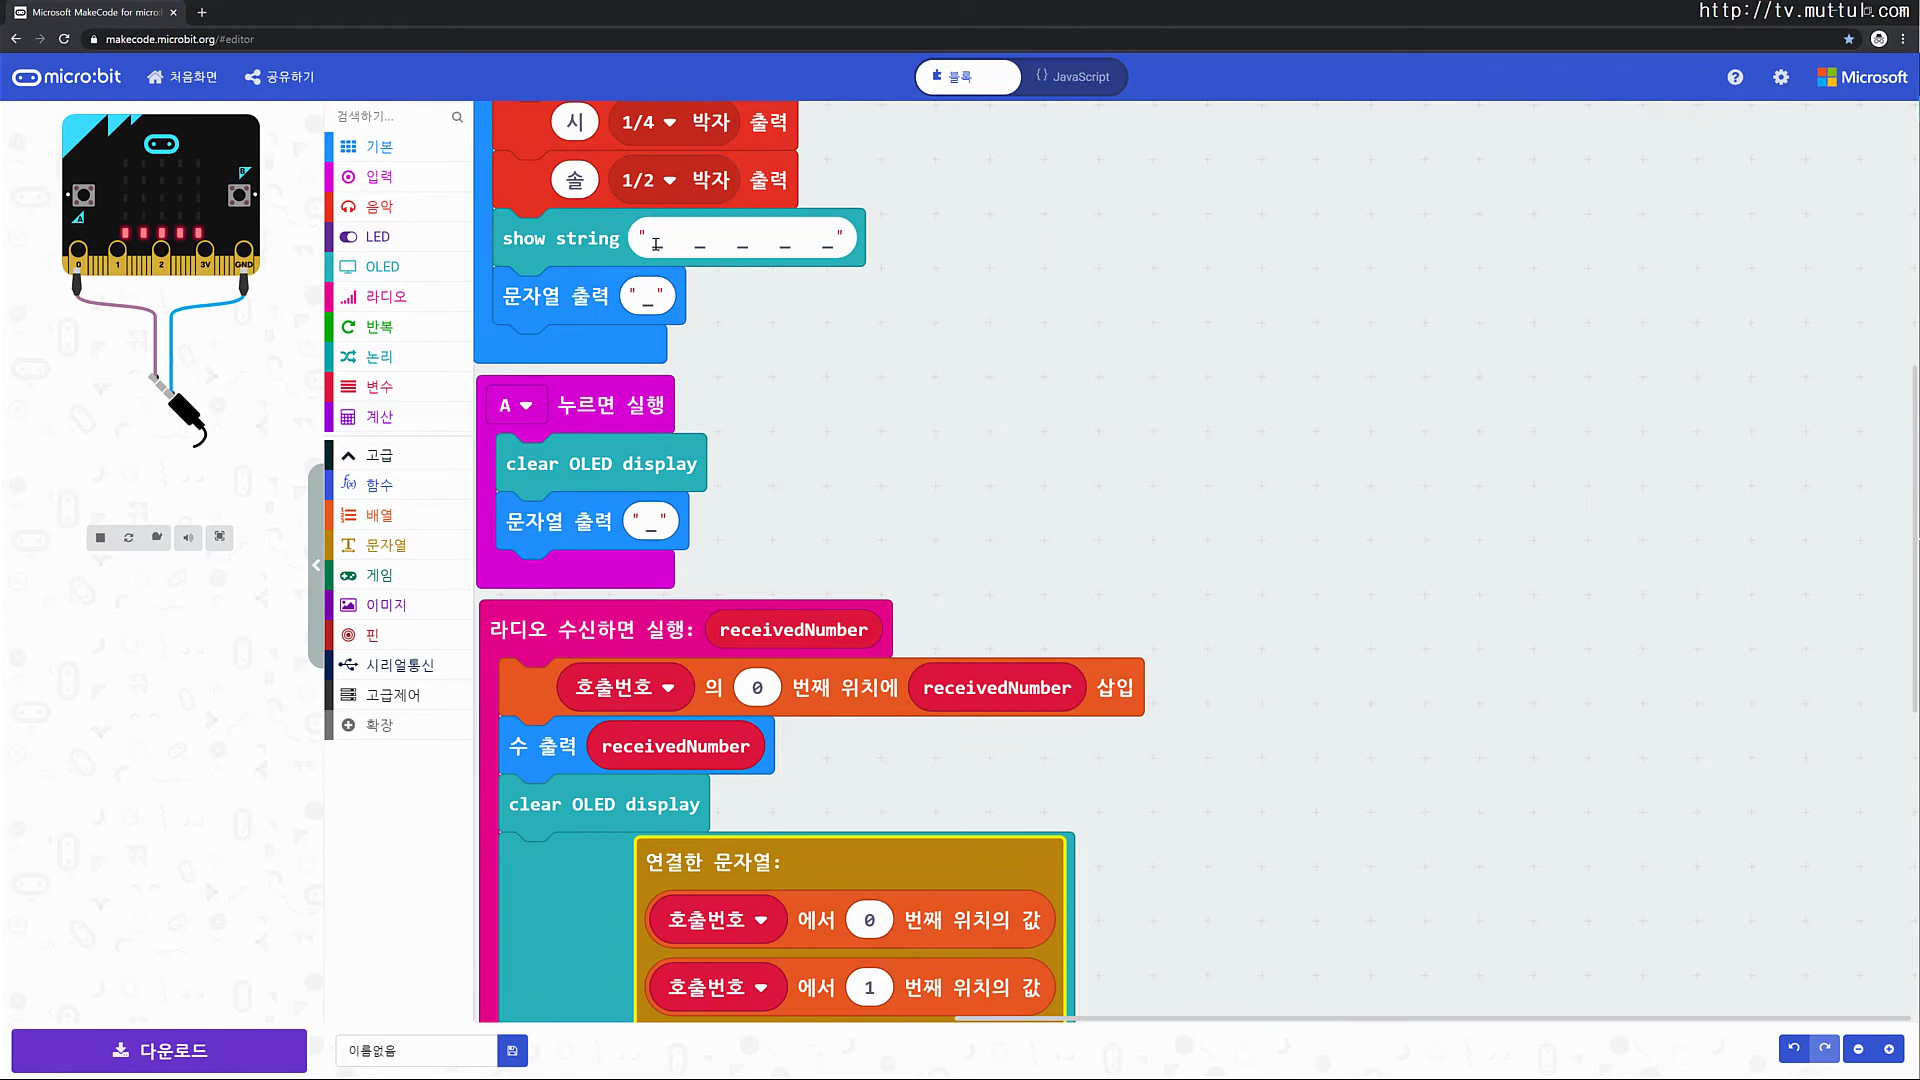 Microsoft MakeCode for micro:
http://tv.muttul.com
makecode.microbit.org/#editor
micro:bit
처음화면
공유하기
블록
{} JavaScript
Microsoft
검색하기...
기본
입력
음악
LED
OLED
라디오
반복
논리
변수
계산
고급
f(x) 함수
배열
문자열
게임
이미지
핀
시리얼통신
고급제어
확장
B
A
0 1 2 3V GND
시 1/4 박자 출력
솔 1/2 박자 출력
show string "_ _ _ _ _"
문자열 출력 "_"
A 누르면 실행
clear OLED display
문자열 출력 "_"
라디오 수신하면 실행: receivedNumber
호출번호 의 0 번째 위치에 receivedNumber 삽입
수 출력 receivedNumber
clear OLED display
연결한 문자열:
호출번호 에서 0 번째 위치의 값
호출번호 에서 1 번째 위치의 값
다운로드
이름없음